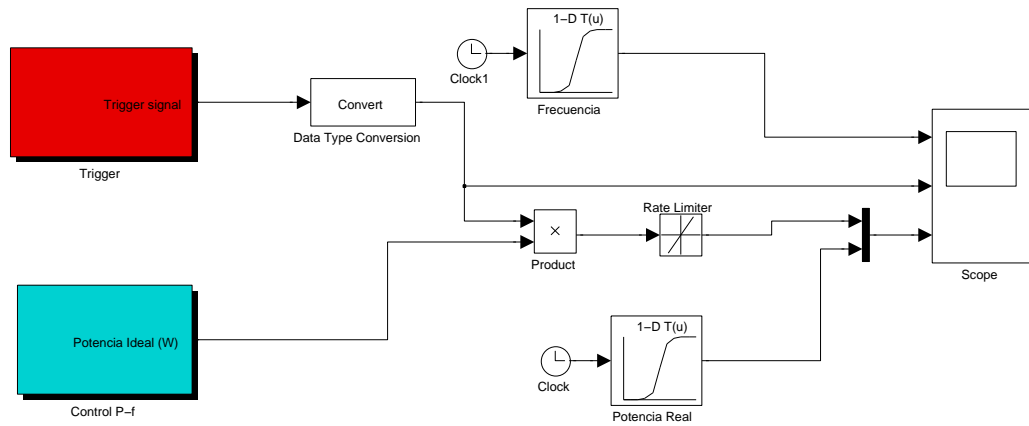 1−D T(u)
Clock1
Frecuencia
Trigger signal
Trigger
Convert
Data Type Conversion
×
Product
Rate Limiter
Scope
Potencia Ideal (W)
Control P−f
1−D T(u)
Clock
Potencia Real